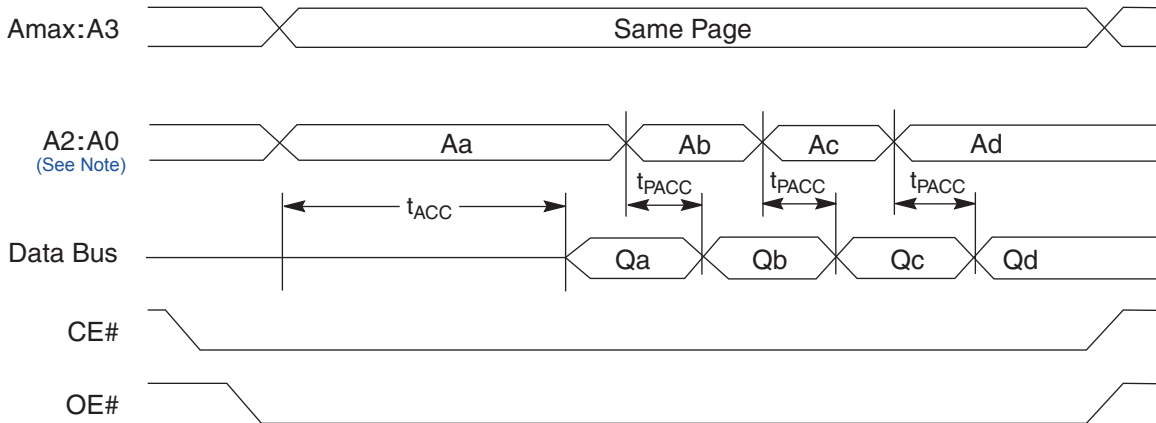 Amax:A3
Same Page
A2:A0
(See Note)
Aa
Ab
Ac
Ad
tACC
tPACC
tPACC
tPACC
Data Bus
Qa
Qb
Qc
Qd
CE#
OE#